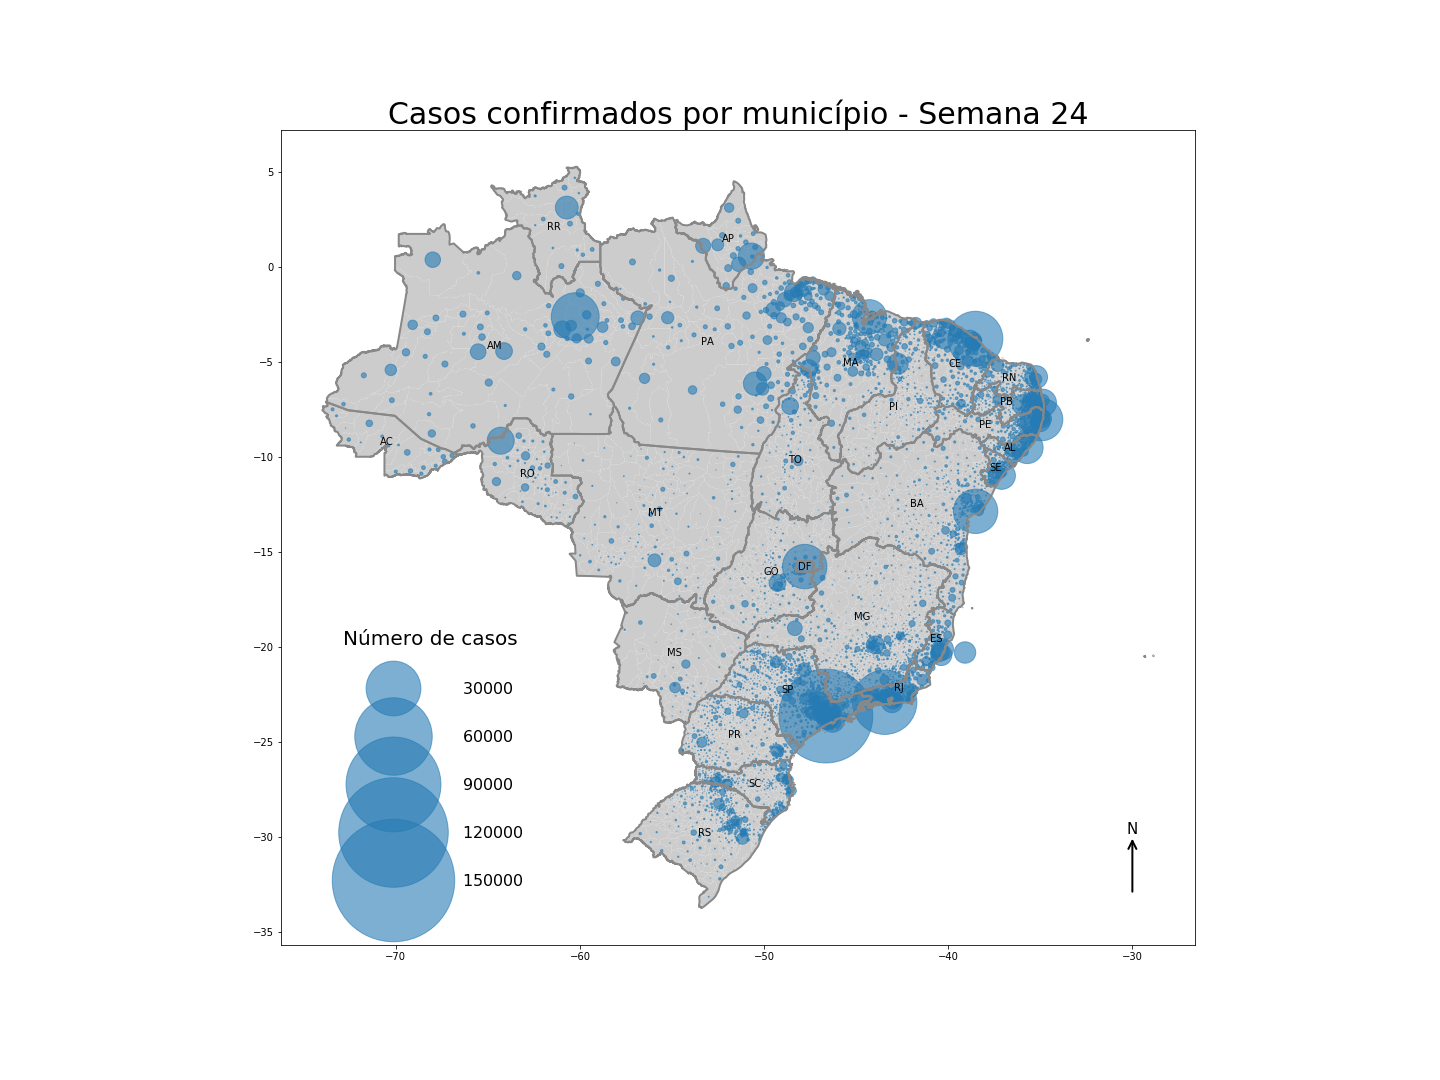 Casos confirmados por município - Semana 24
5
0
−5
−10
−15
−20
−25
−30
−35
−70
−60
−50
−40
−30
RR
AP
AM
PA
MA
CE
RN
PB
PI
PE
AC
AL
TO
SE
RO
BA
MT
GO
DF
MG
ES
MS
SP
RJ
PR
SC
RS
Número de casos
30000
60000
90000
120000
150000
N